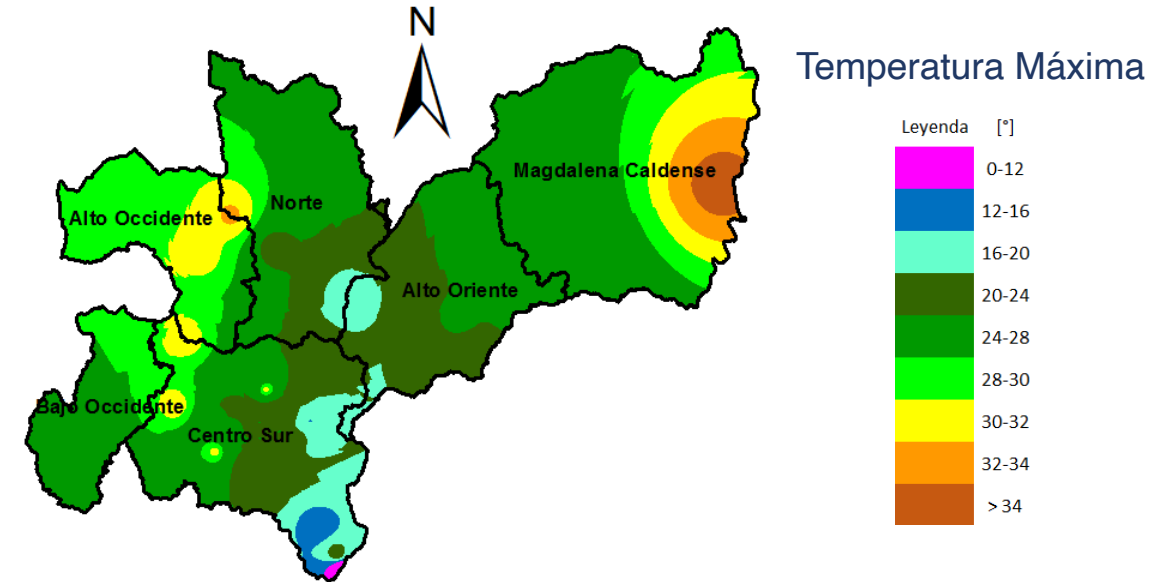 N
Temperatura Máxima
Leyenda [°]
0-12
12-16
16-20
20-24
24-28
28-30
30-32
32-34
> 34
Magdalena Caldense
Norte
Alto Occidente
Alto Oriente
Bajo Occidente
Centro Sur